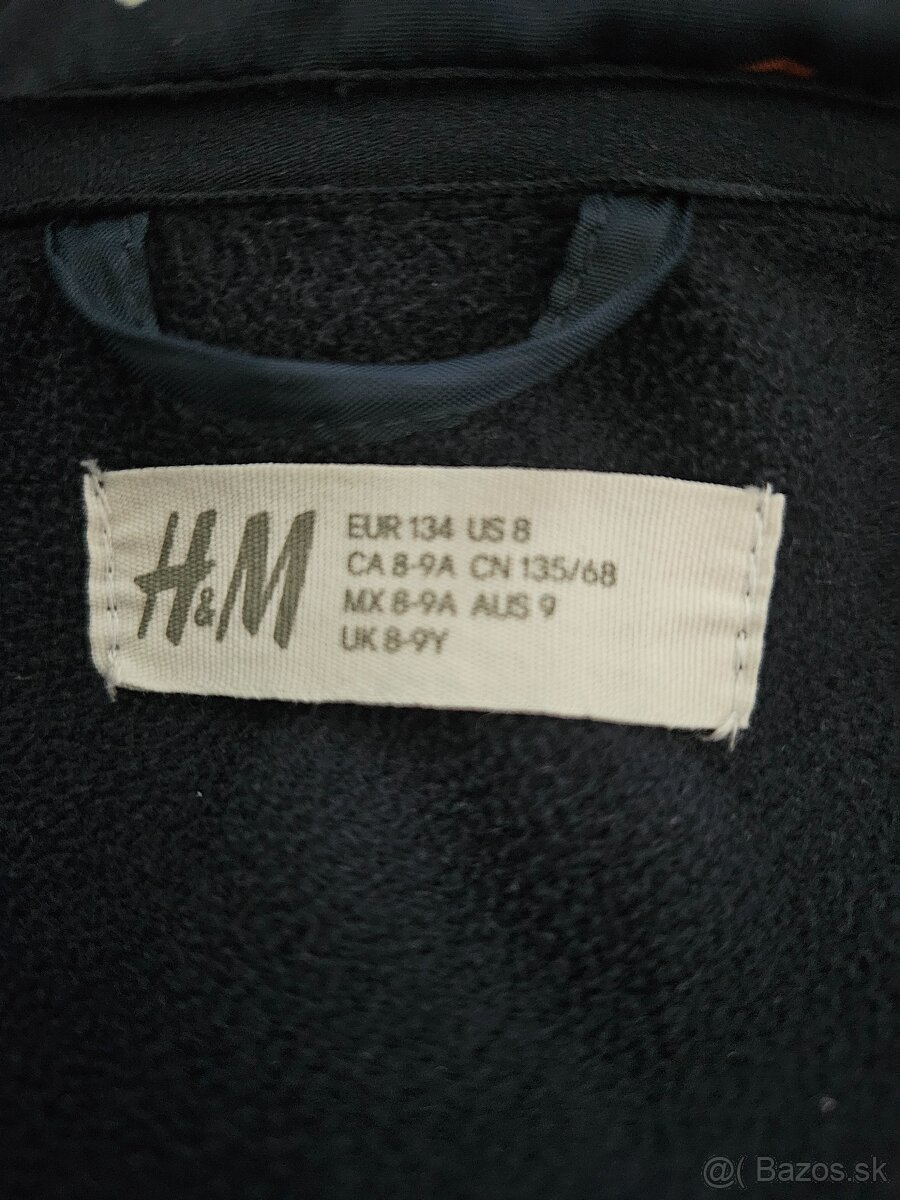 H&M
EUR 134 US 8
CA 8-9A CN 135/68
MX 8-9A AUS 9
UK 8-9Y
@( Bazos.sk